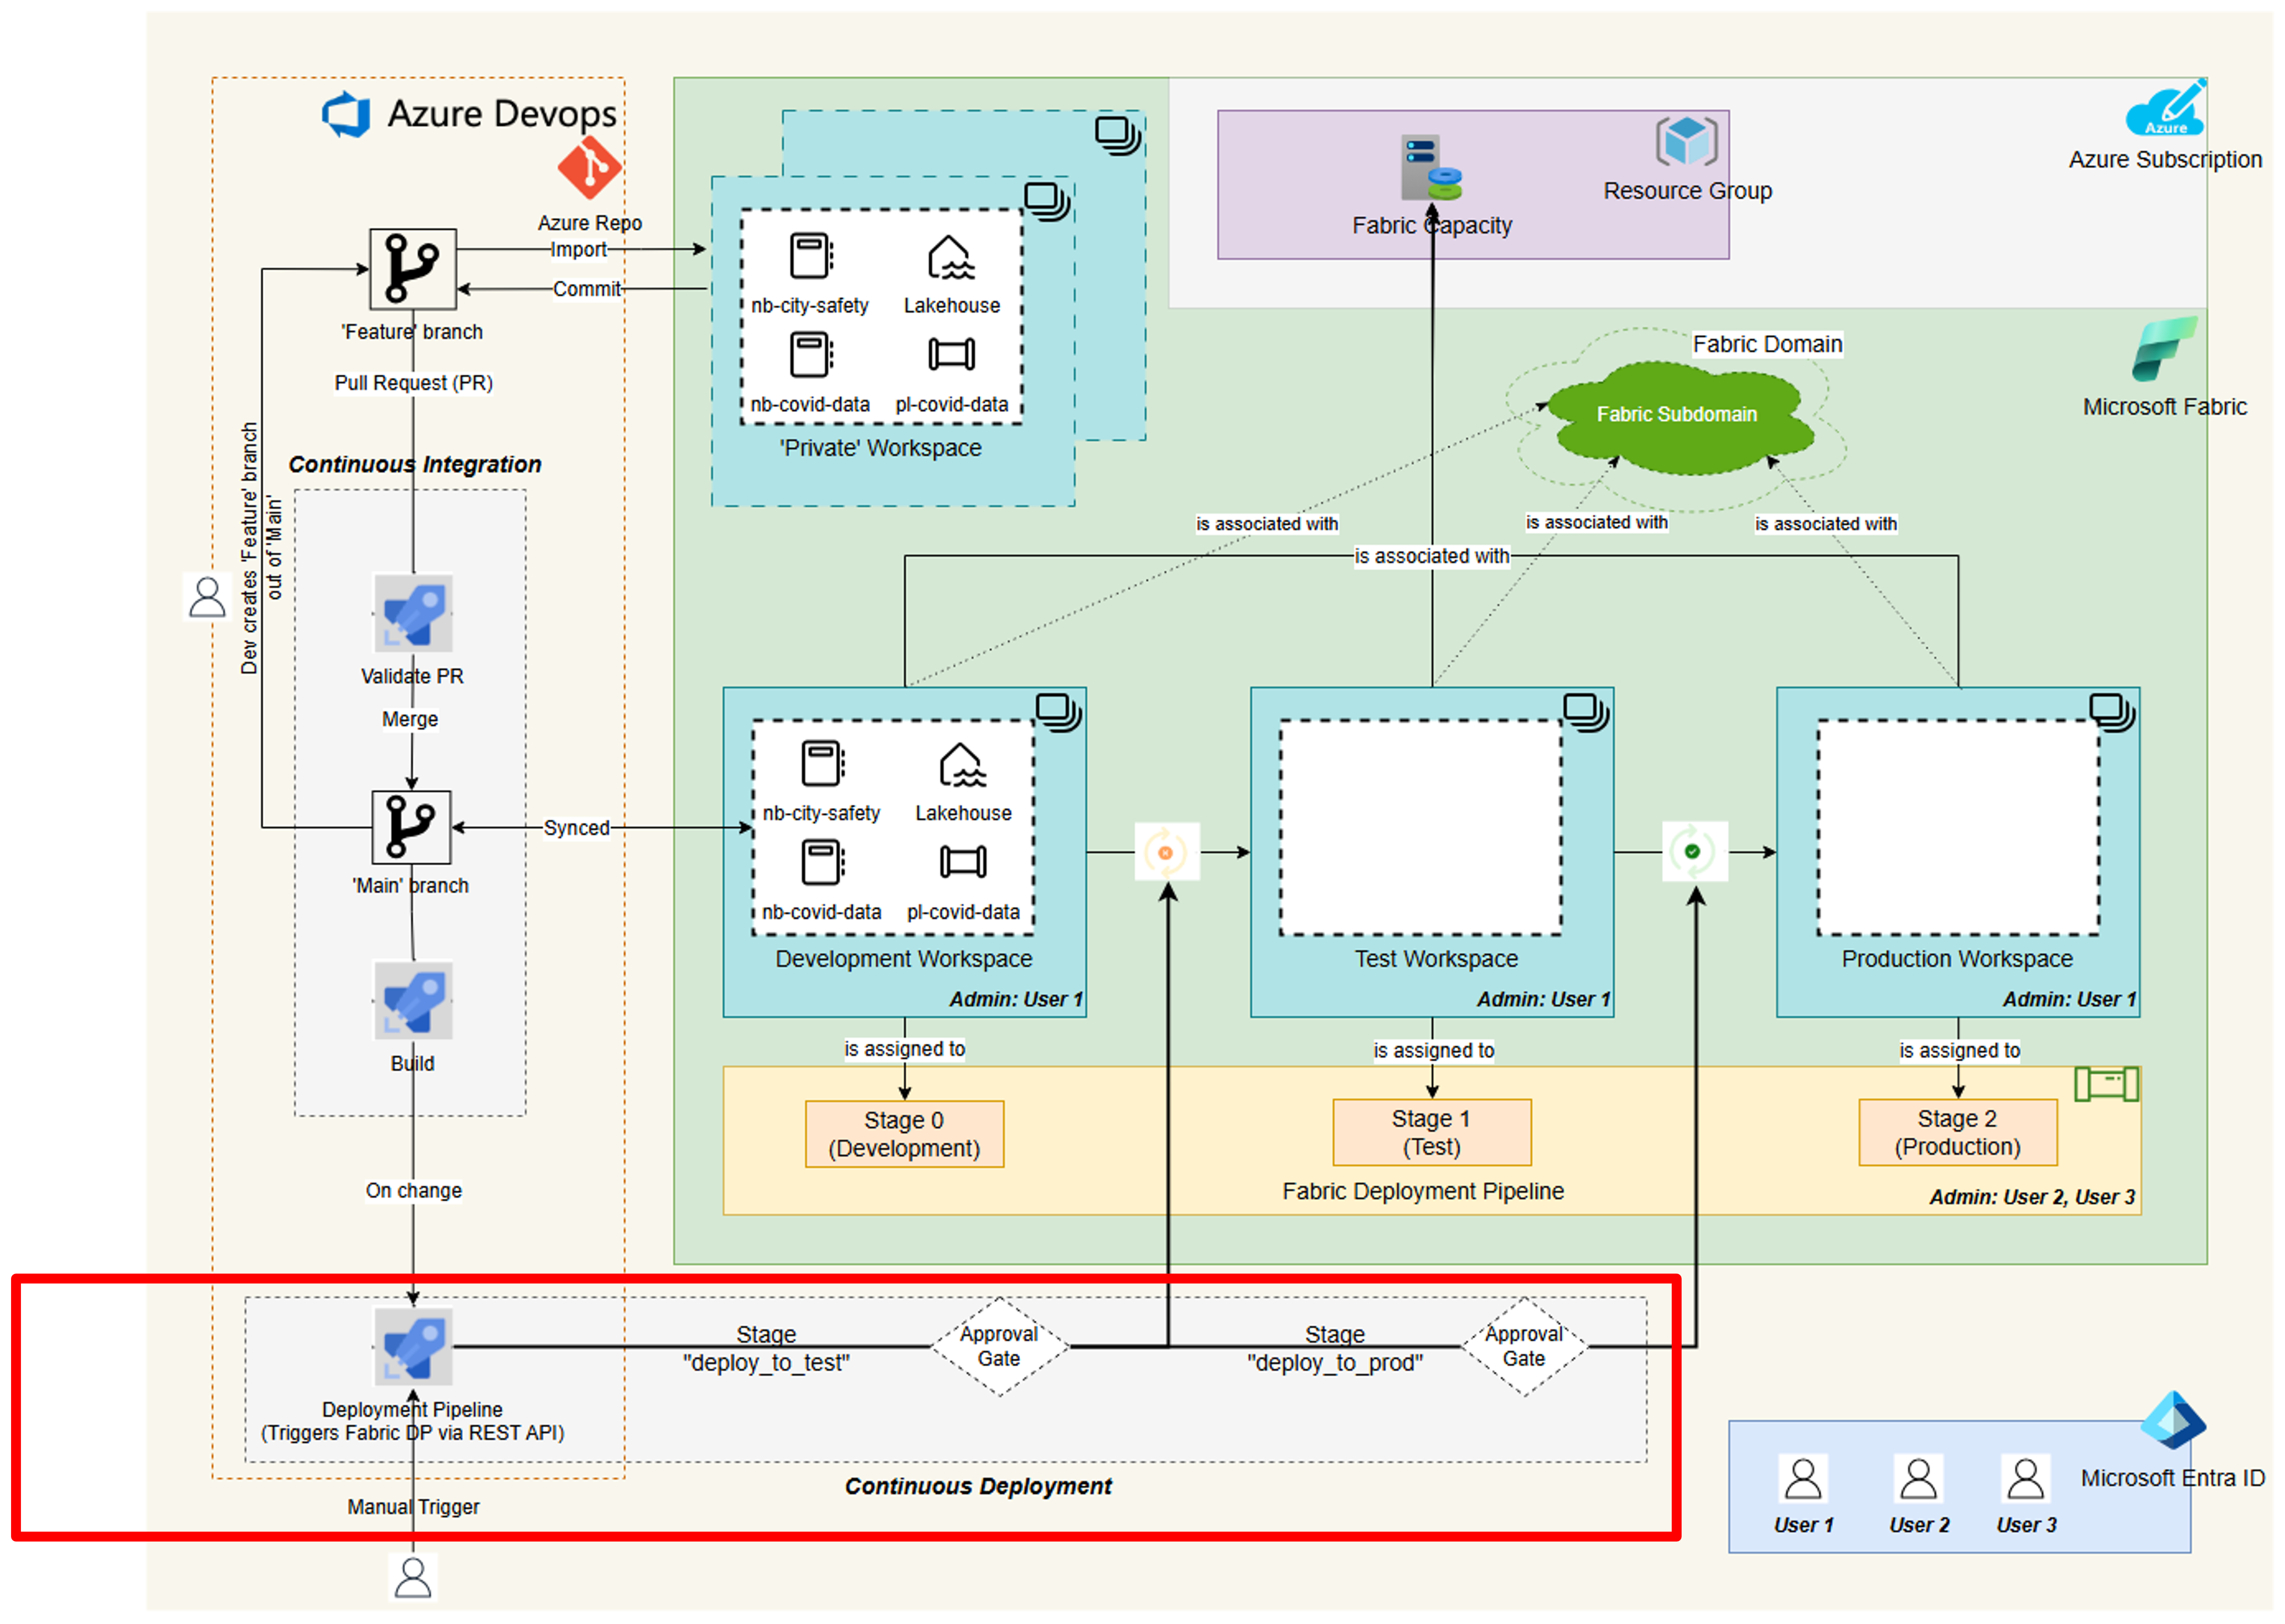 Azure Devops
Azure Repo
Import
Commit
'Feature' branch
Pull Request (PR)
Continuous Integration
Dev creates 'Feature' branch
out of 'Main'
Validate PR
Merge
'Main' branch
Synced
Build
On change
nb-city-safety
Lakehouse
nb-covid-data
pl-covid-data
'Private' Workspace
Fabric Capacity
Resource Group
Azure
Azure Subscription
Fabric Domain
Fabric Subdomain
Microsoft Fabric
is associated with
is associated with
is associated with
is associated with
nb-city-safety
Lakehouse
nb-covid-data
pl-covid-data
Development Workspace
Admin: User 1
Test Workspace
Admin: User 1
Production Workspace
Admin: User 1
is assigned to
is assigned to
is assigned to
Stage 0
(Development)
Stage 1
(Test)
Stage 2
(Production)
Fabric Deployment Pipeline
Admin: User 2, User 3
Stage
"deploy_to_test"
Approval
Gate
Stage
"deploy_to_prod"
Approval
Gate
Deployment Pipeline
(Triggers Fabric DP via REST API)
Continuous Deployment
Manual Trigger
Microsoft Entra ID
User 1
User 2
User 3